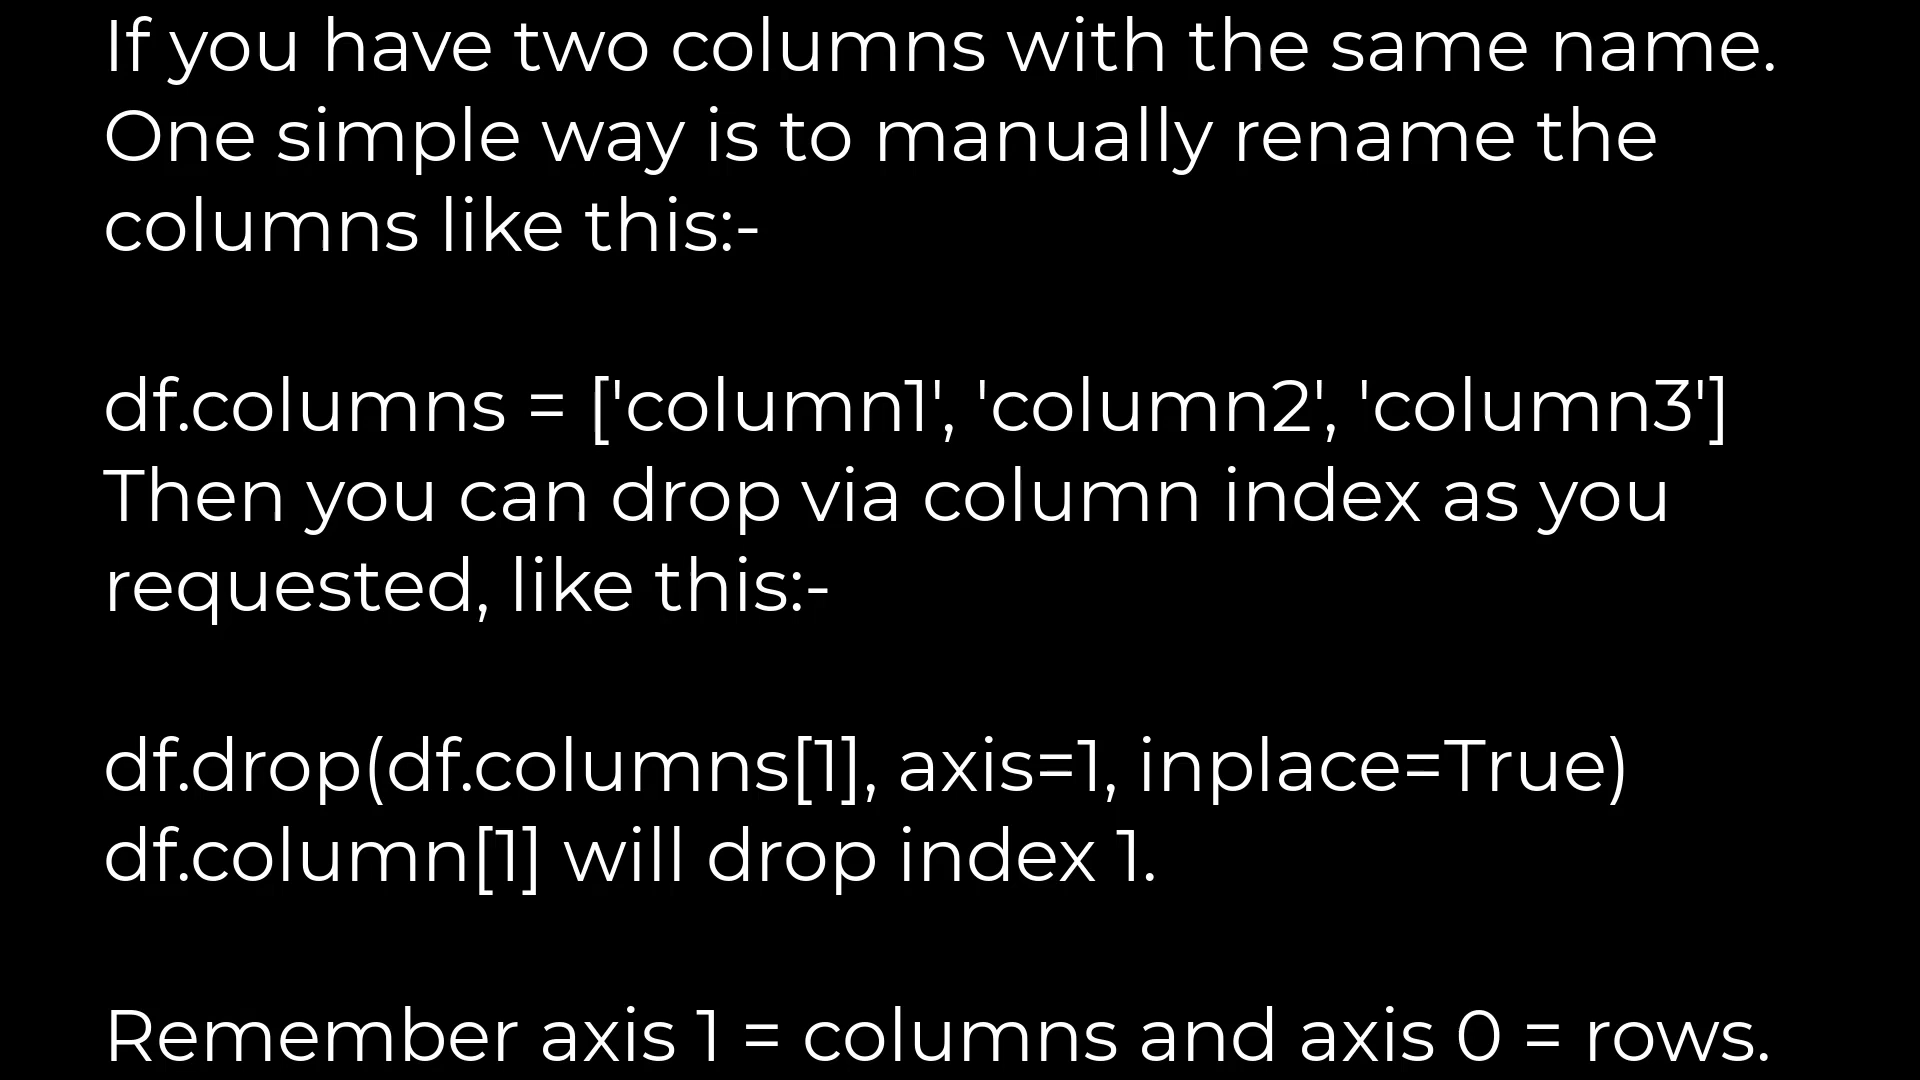 If you have two columns with the same name.
One simple way is to manually rename the
columns like this:-
df.columns = ['column1', 'column2', 'column3']
Then you can drop via column index as you
requested, like this:-
df.drop(df.columns[1], axis=1, inplace=True)
df.column[1] will drop index 1.
Remember axis 1 = columns and axis 0 = rows.